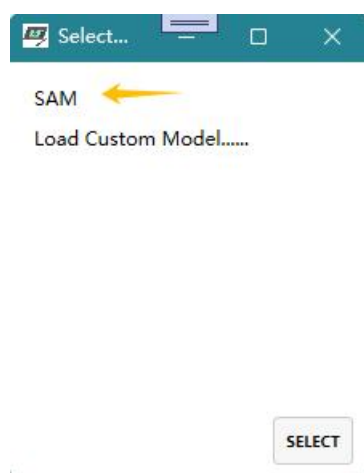 Select...
SAM
Load Custom Model......
SELECT